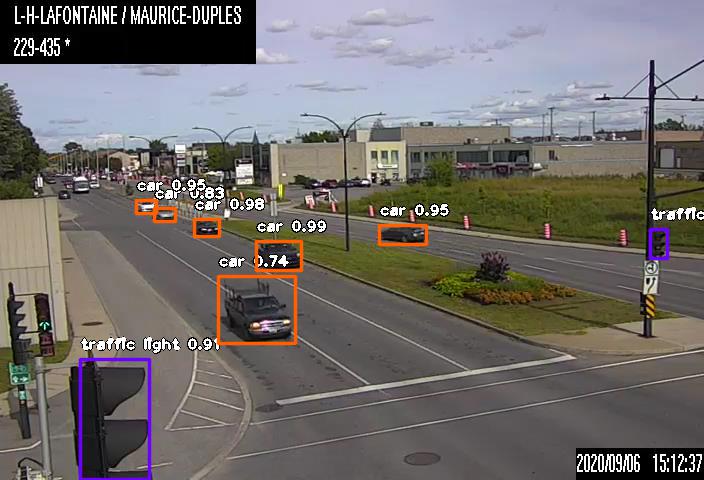 L-H-LAFONTAINE / MAURICE-DUPLES
229-435 *
car 0.95
car 0.83
car 0.98
car 0.95
traffic
car 0.99
car 0.74
traffic light 0.91
2020/09/06 15:12:37